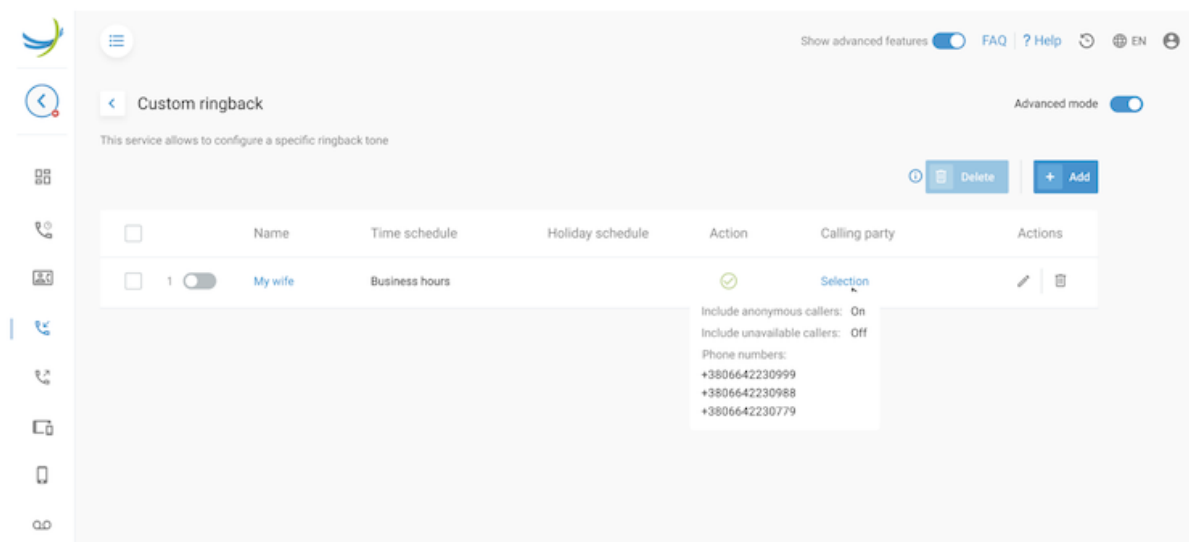 Show advanced features FAQ ? Help EN
Custom ringback Advanced mode
This service allows to configure a specific ringback tone
Delete + Add
Name Time schedule Holiday schedule Action Calling party Actions
1 My wife Business hours Selection
Include anonymous callers: On
Include unavailable callers: Off
Phone numbers:
+3806642230999
+3806642230988
+3806642230779